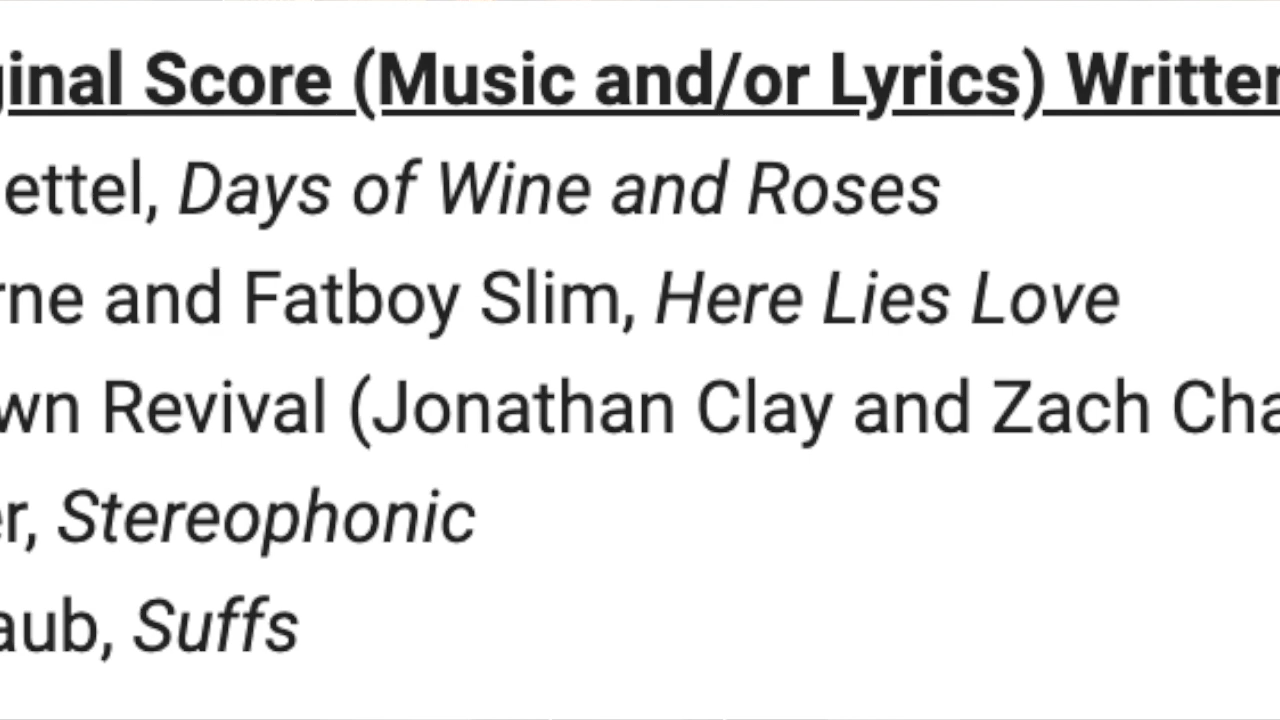 ginal Score (Music and/or Lyrics) Written
ettel, Days of Wine and Roses
rne and Fatboy Slim, Here Lies Love
wn Revival (Jonathan Clay and Zach Cha
er, Stereophonic
aub, Suffs